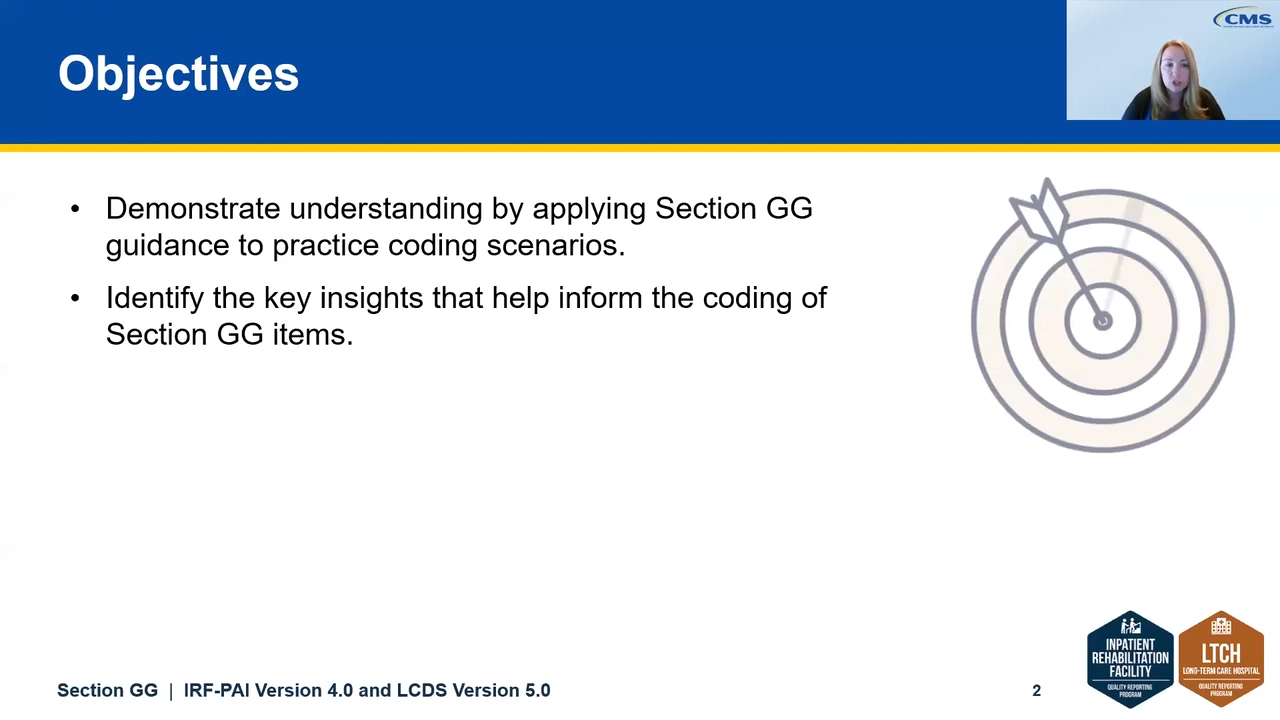 Objectives
CMS
• Demonstrate understanding by applying Section GG
guidance to practice coding scenarios.
• Identify the key insights that help inform the coding of
Section GG items.
Section GG | IRF-PAI Version 4.0 and LCDS Version 5.0
2
INPATIENT
REHABILITATION
FACILITY
QUALITY REPORTING
PROGRAM
LTCH
LONG-TERM CARE HOSPITAL
QUALITY REPORTING
PROGRAM